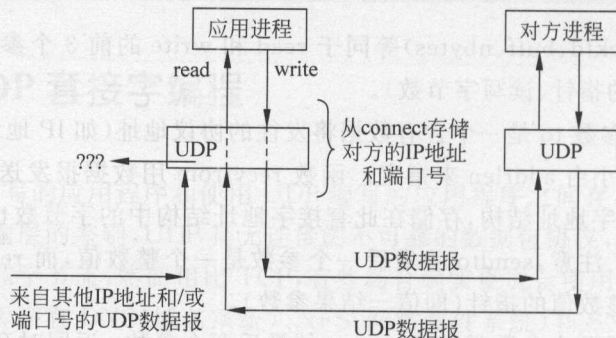 应用进程
对方进程
read
write
从connect存储
对方的IP地址
和端口号
UDP
UDP
???
UDP数据报
来自其他IP地址和/或
端口号的UDP数据报
UDP数据报